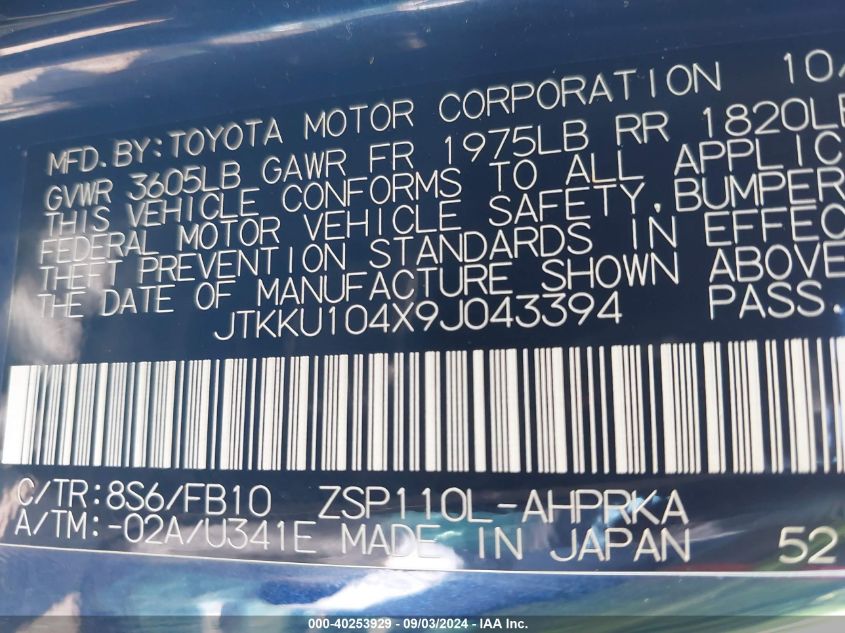 MFD. BY: TOYOTA MOTOR CORPORATION 10/
GVWR 3605LB GAWR FR 1975LB RR 1820LB
THIS VEHICLE CONFORMS TO ALL APPLIC
FEDERAL MOTOR VEHICLE SAFETY, BUMPER
THEFT PREVENTION STANDARDS IN EFFEC
THE DATE OF MANUFACTURE SHOWN ABOVE
JTKKU104X9J043394 PASS.
C/TR: 8S6/FB10 ZSP110L-AHPRKA
A/TM: -02A/U341E MADE IN JAPAN 52
000-40253929 - 09/03/2024 - IAA Inc.